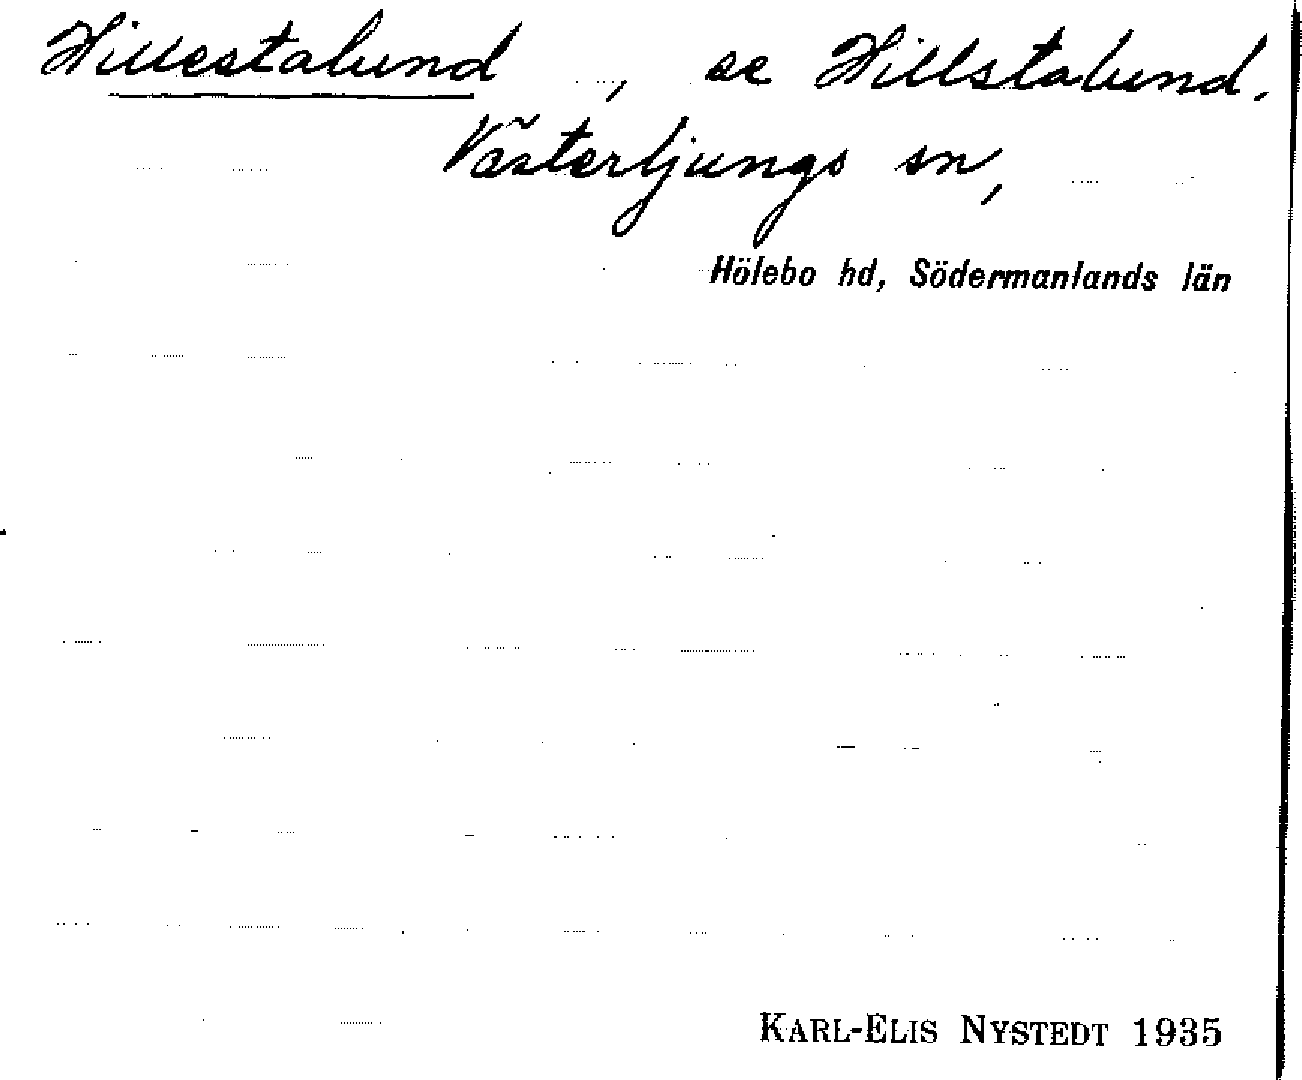 Hillestalund, se Hillstalund.
Västerljungs sn,
Hölebo hd, Södermanlands län
KARL-ELIS NYSTEDT 1935